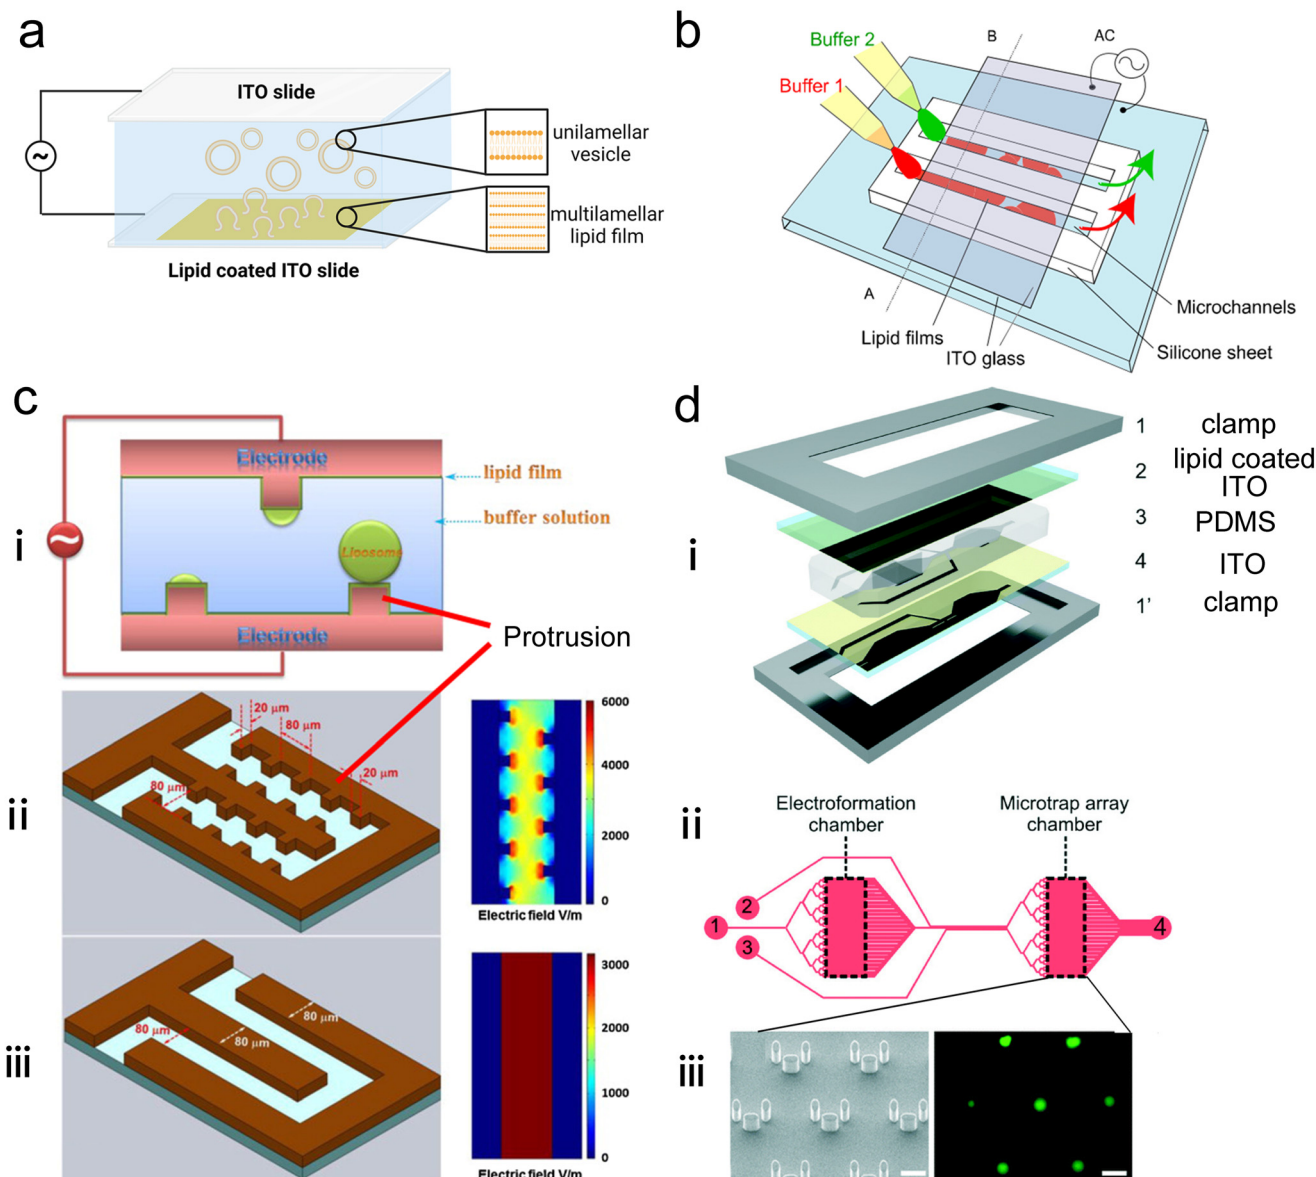 a
ITO slide
unilamellar
vesicle
multilamellar
lipid film
Lipid coated ITO slide
b
Buffer 2
Buffer 1
B
AC
A
Microchannels
Lipid films
Silicone sheet
ITO glass
c
i
Electrode
lipid film
buffer solution
Liposome
Electrode
Protrusion
ii
20 µm
80 µm
20 µm
80 µm
6000
4000
2000
0
Electric field V/m
iii
80 µm
80 µm
80 µm
3000
2000
1000
0
Electric field V/m
d
i
1 clamp
2 lipid coated
ITO
3 PDMS
4 ITO
1' clamp
ii
Electroformation
chamber
Microtrap array
chamber
1
2
3
4
iii